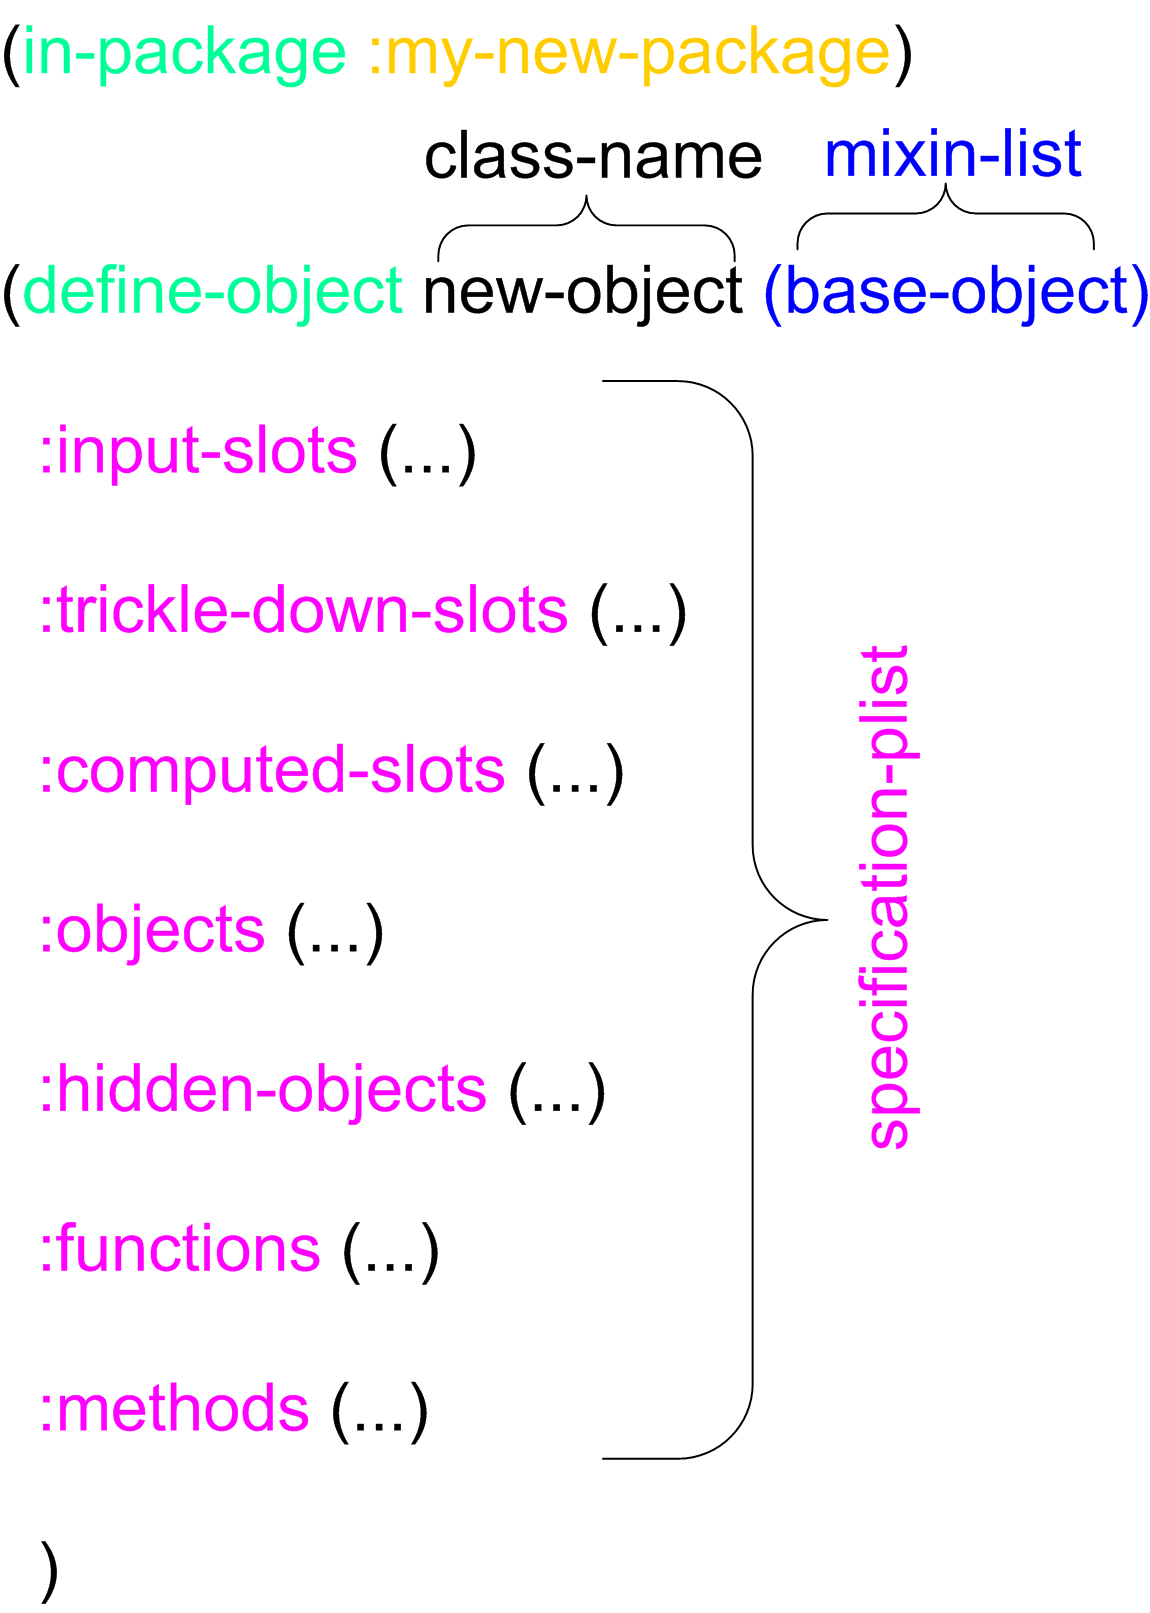 (in-package :my-new-package)
class-name mixin-list
(define-object new-object (base-object)
:input-slots (...)
:trickle-down-slots (...)
:computed-slots (...)
:objects (...)
:hidden-objects (...)
:functions (...)
:methods (...)
)
specification-plist